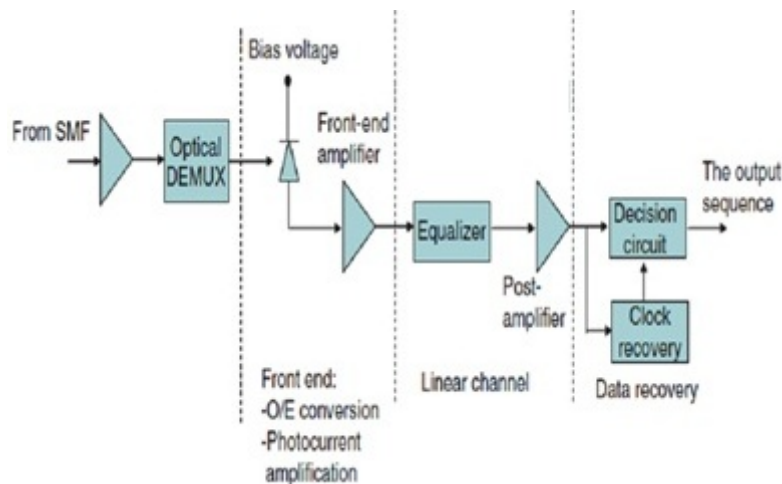 Bias voltage
From SMF
Optical
DEMUX
Front-end
amplifier
Equalizer
Post-
amplifier
Decision
circuit
The output
sequence
Clock
recovery
Front end:
-O/E conversion
-Photocurrent
amplification
Linear channel
Data recovery